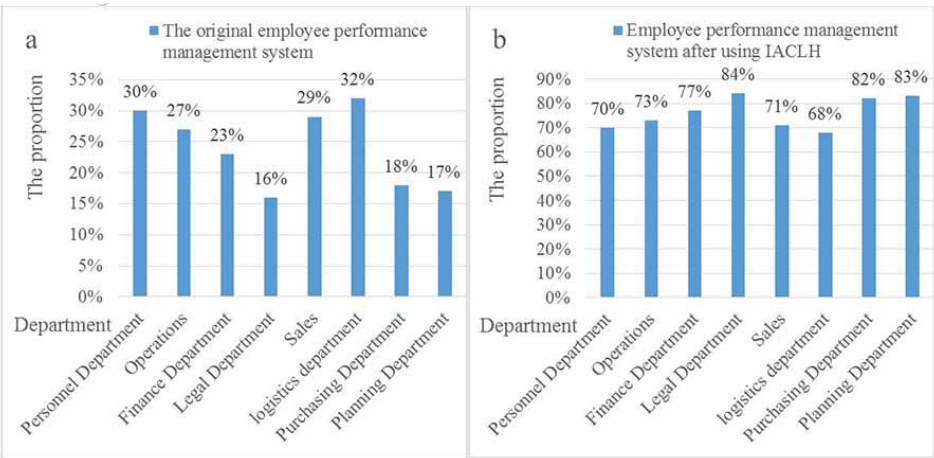 a
The original employee performance
management system
The proportion
35%
30%
25%
20%
15%
10%
5%
0%
30%
27%
23%
16%
29%
32%
18%
17%
Department
Personnel Department
Operations
Finance Department
Legal Department
Sales
logistics department
Purchasing Department
Planning Department
b
Employee performance management
system after using IACLH
The proportion
90%
80%
70%
60%
50%
40%
30%
20%
10%
0%
70%
73%
77%
84%
71%
68%
82%
83%
Department
Personnel Department
Operations
Finance Department
Legal Department
Sales
logistics department
Purchasing Department
Planning Department